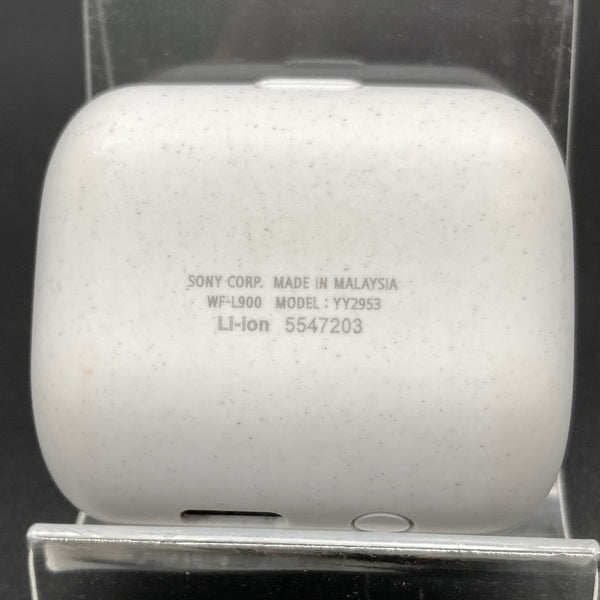 SONY CORP. MADE IN MALAYSIA
WF-L900 MODEL : YY2953
Li-ion 5547203